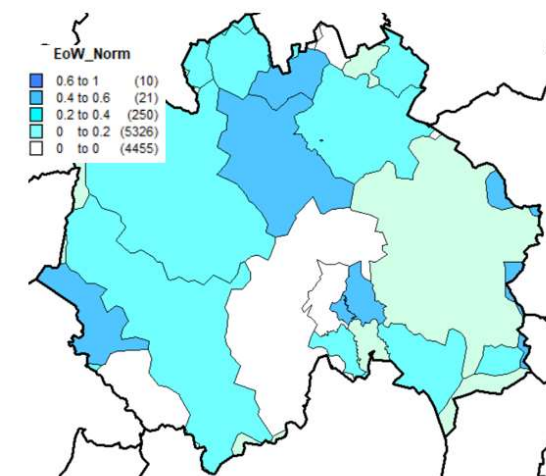 EoW_Norm
0.6 to 1 (10)
0.4 to 0.6 (21)
0.2 to 0.4 (250)
0 to 0.2 (5326)
0 to 0 (4455)